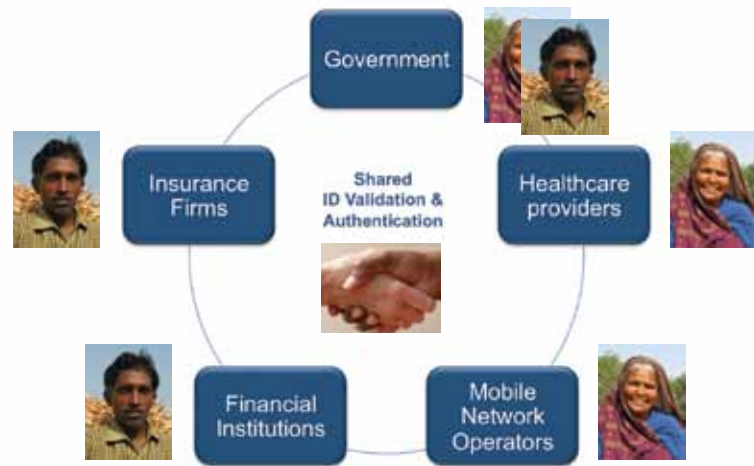 Government
Insurance
Firms
Shared
ID Validation &
Authentication
Healthcare
providers
Financial
Institutions
Mobile
Network
Operators